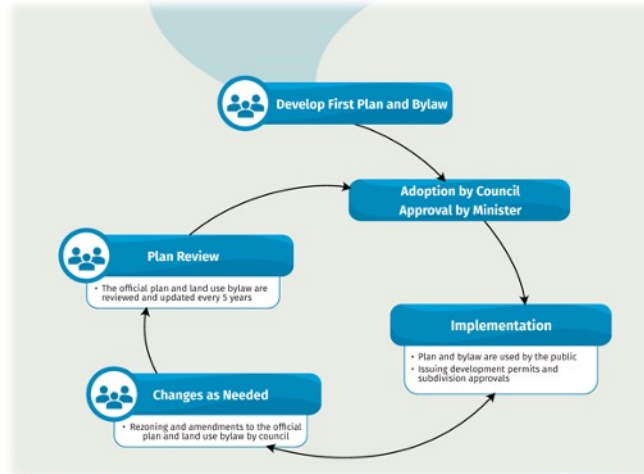 Develop First Plan and Bylaw
Adoption by Council
Approval by Minister
Implementation
• Plan and bylaw are used by the public
• Issuing development permits and
subdivision approvals
Changes as Needed
• Rezoning and amendments to the official
plan and land use bylaw by council
Plan Review
• The official plan and land use bylaw are
reviewed and updated every 5 years